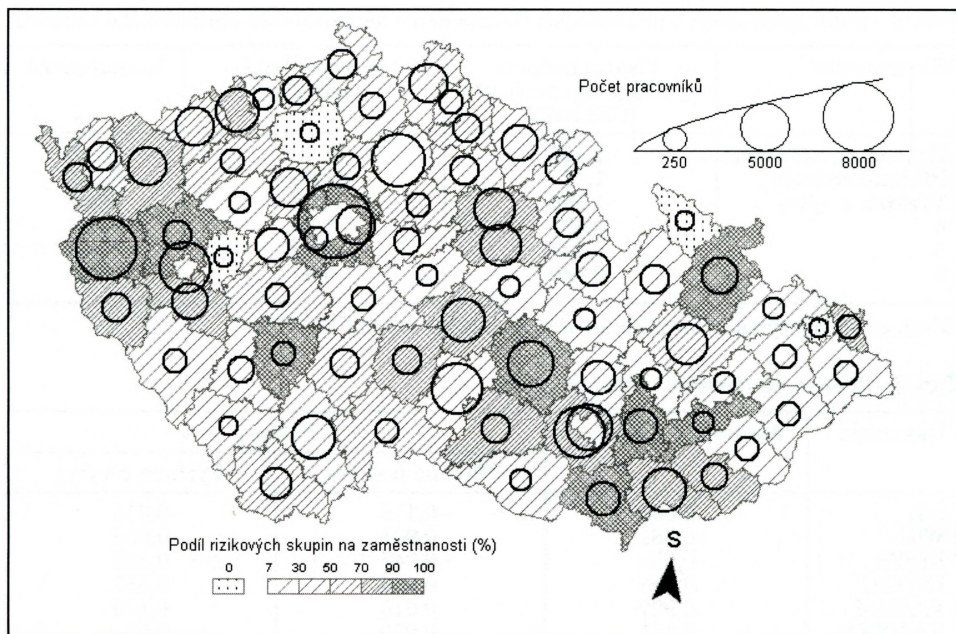 Počet pracovníků
250 5000 8000
Podíl rizikových skupin na zaměstnanosti (%)
0 7 30 50 70 90 100
S